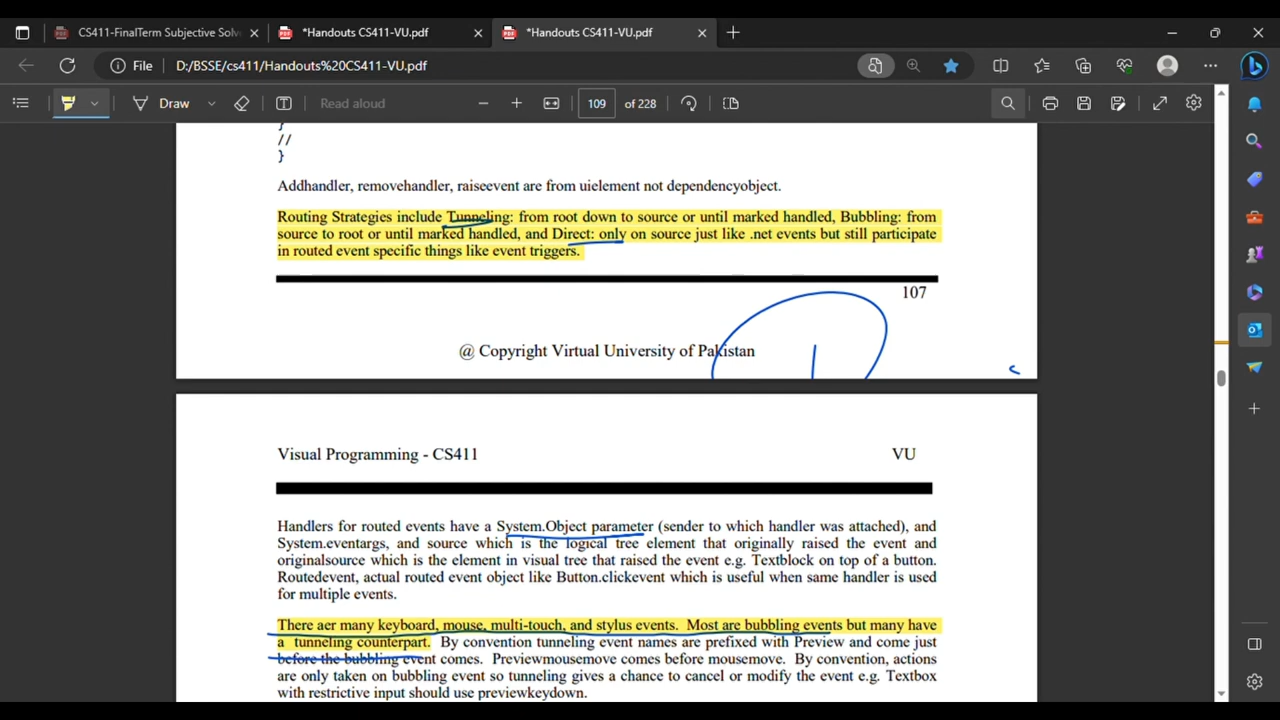 CS411-FinalTerm Subjective Solv
*Handouts CS411-VU.pdf
*Handouts CS411-VU.pdf
File
D:/BSSE/cs411/Handouts%20CS411-VU.pdf
Draw
Read aloud
109
of 228
}
//
}
Addhandler, removehandler, raiseevent are from uielement not dependencyobject.
Routing Strategies include Tunneling: from root down to source or until marked handled, Bubbling: from
source to root or until marked handled, and Direct: only on source just like .net events but still participate
in routed event specific things like event triggers.
107
@ Copyright Virtual University of Pakistan
Visual Programming - CS411
VU
Handlers for routed events have a System.Object parameter (sender to which handler was attached), and
System.eventargs, and source which is the logical tree element that originally raised the event and
originalsource which is the element in visual tree that raised the event e.g. Textblock on top of a button.
Routedevent, actual routed event object like Button.clickevent which is useful when same handler is used
for multiple events.
There aer many keyboard, mouse, multi-touch, and stylus events. Most are bubbling events but many have
a tunneling counterpart. By convention tunneling event names are prefixed with Preview and come just
before the bubbling event comes. Previewmousemove comes before mousemove. By convention, actions
are only taken on bubbling event so tunneling gives a chance to cancel or modify the event e.g. Textbox
with restrictive input should use previewkeydown.